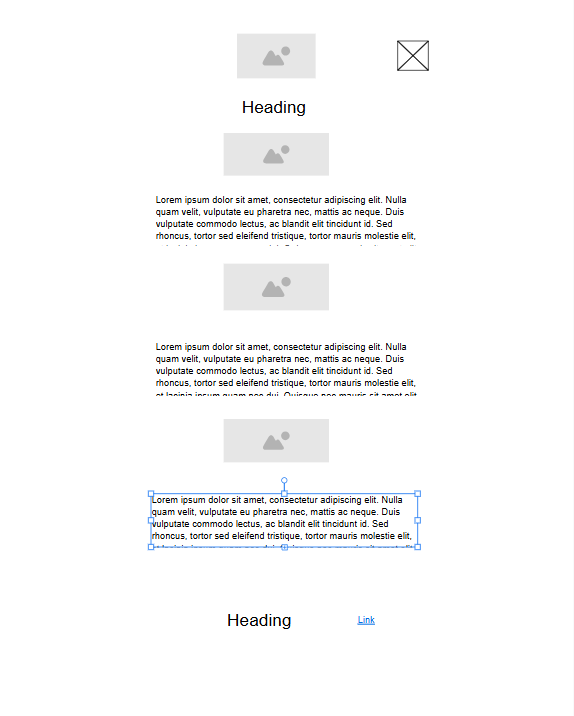 Heading
Lorem ipsum dolor sit amet, consectetur adipiscing elit. Nulla
quam velit, vulputate eu pharetra nec, mattis ac neque. Duis
vulputate commodo lectus, ac blandit elit tincidunt id. Sed
rhoncus, tortor sed eleifend tristique, tortor mauris molestie elit,
Lorem ipsum dolor sit amet, consectetur adipiscing elit. Nulla
quam velit, vulputate eu pharetra nec, mattis ac neque. Duis
vulputate commodo lectus, ac blandit elit tincidunt id. Sed
rhoncus, tortor sed eleifend tristique, tortor mauris molestie elit,
et lacinia ipsum quam nec dui. Quisque nec mauris sit amet elit
Lorem ipsum dolor sit amet, consectetur adipiscing elit. Nulla
quam velit, vulputate eu pharetra nec, mattis ac neque. Duis
vulputate commodo lectus, ac blandit elit tincidunt id. Sed
rhoncus, tortor sed eleifend tristique, tortor mauris molestie elit,
Heading
Link